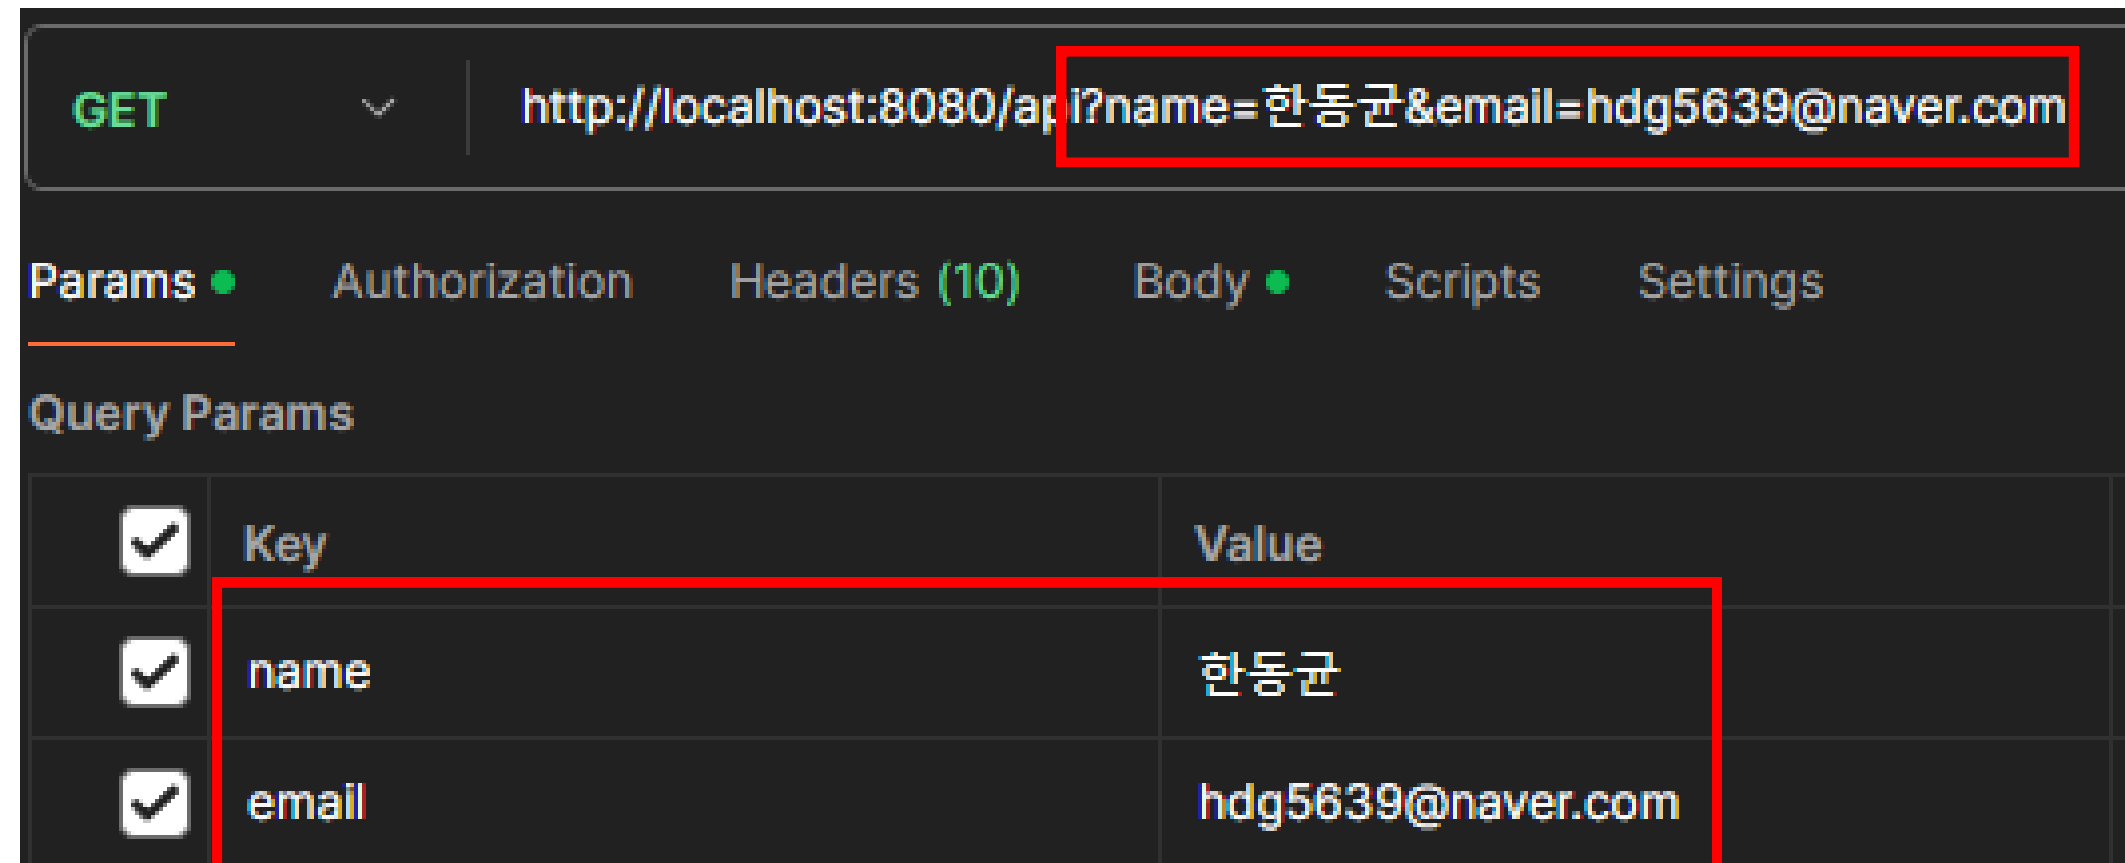 GET http://localhost:8080/api?name=한동균&email=hdg5639@naver.com
Params Authorization Headers (10) Body Scripts Settings
Query Params
Key Value
name 한동균
email hdg5639@naver.com